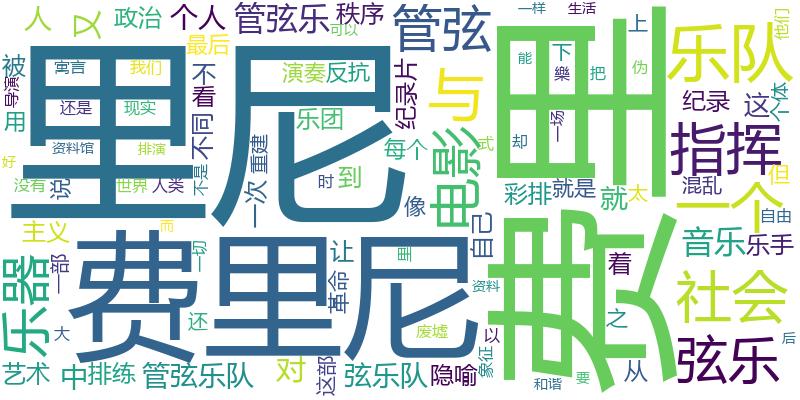 人
又
政治
个人
管弦乐
秩序
一样
生活
里尼
费里
被
最后
不
演奏
反抗
可以
管弦
上
乐队
他们
导演
寓言
我们
看
纪录片
与
能
下
樂
把
伪
用
还是
现实
不同
乐团
纪录
这
个体
资料馆
排演
重建
每个
电影
式
却
一场
指挥
好
没有
世界
人类
不是
一次
时
到
像
彩排
就是
就
太
混乱
一个
但
说
主义
而
自己
自由
乐器
一部
费里尼
一切
让
里
着
音乐
乐手
革命
资料
之
社会
大
还
废墟
以
后
艺术
中
排练
管弦乐队
对
这部
弦乐队
隐喻
象征
和谐
要
从
弦乐